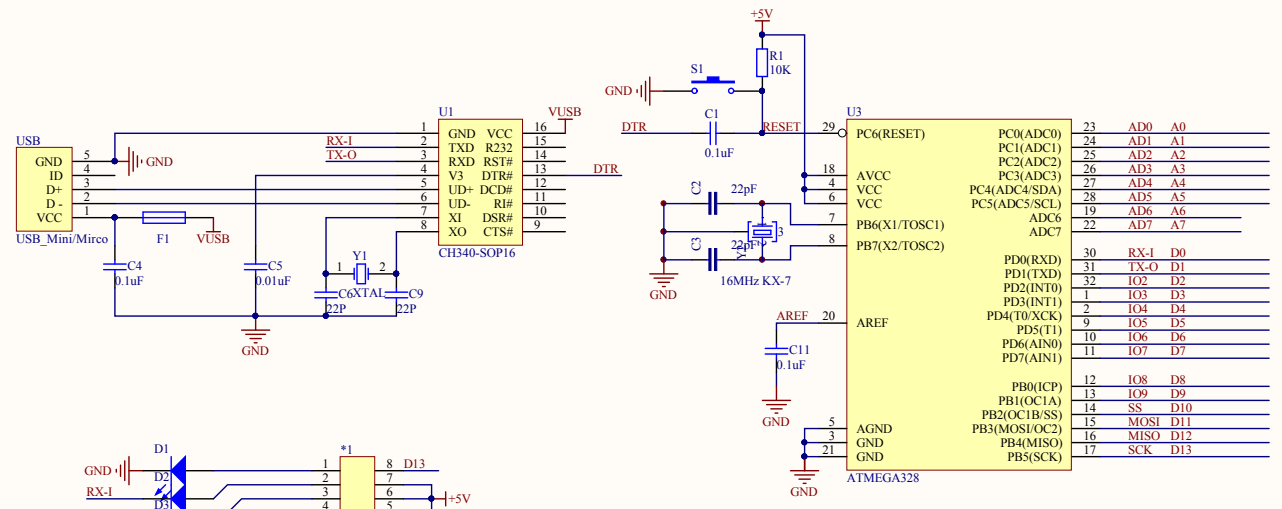 +5V
R1
10K
S1
GND
C1
0.1uF
DTR
RESET
U1
VUSB
1 GND VCC 16
RX-I 2 TXD R232 15
TX-O 3 RXD RST# 14
4 V3 DTR# 13 DTR
5 UD+ DCD# 12
6 UD- RI# 11
7 XI DSR# 10
8 XO CTS# 9
CH340-SOP16
USB
GND 5 GND
ID 4
D+ 3
D - 2
VCC 1
USB_Mini/Mirco
F1
VUSB
C4
0.1uF
C5
0.01uF
Y1
1 2
XTAL
C6
22P
C9
22P
GND
C2 22pF
3
C3 22pF
16MHz KX-7
GND
AREF
C11
0.1uF
GND
GND
U3
29 PC6(RESET)
18 AVCC
4 VCC
6 VCC
7 PB6(X1/TOSC1)
8 PB7(X2/TOSC2)
20 AREF
5 AGND
3 GND
21 GND
PC0(ADC0) 23 AD0 A0
PC1(ADC1) 24 AD1 A1
PC2(ADC2) 25 AD2 A2
PC3(ADC3) 26 AD3 A3
PC4(ADC4/SDA) 27 AD4 A4
PC5(ADC5/SCL) 28 AD5 A5
ADC6 19 AD6 A6
ADC7 22 AD7 A7
PD0(RXD) 30 RX-I D0
PD1(TXD) 31 TX-O D1
PD2(INT0) 32 IO2 D2
PD3(INT1) 1 IO3 D3
PD4(T0/XCK) 2 IO4 D4
PD5(T1) 9 IO5 D5
PD6(AIN0) 10 IO6 D6
PD7(AIN1) 11 IO7 D7
PB0(ICP) 12 IO8 D8
PB1(OC1A) 13 IO9 D9
PB2(OC1B/SS) 14 SS D10
PB3(MOSI/OC2) 15 MOSI D11
PB4(MISO) 16 MISO D12
PB5(SCK) 17 SCK D13
ATMEGA328
D1
GND
D2
RX-I
D3
*1
1 8 D13
2 7
3 6 +5V
4 5